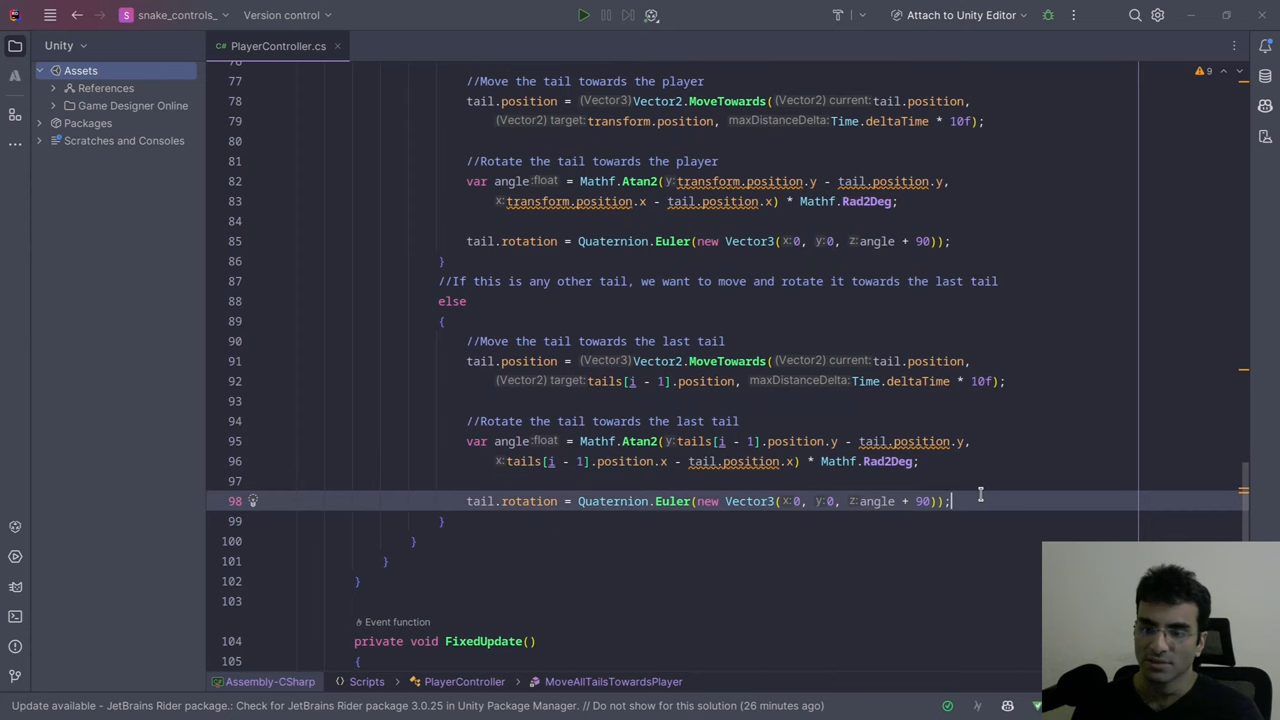 S snake_controls_
Version control
Attach to Unity Editor
Unity
C# PlayerController.cs
Assets
References
Game Designer Online
Packages
Scratches and Consoles
9
76
77 //Move the tail towards the player
78 tail.position = (Vector3)Vector2.MoveTowards((Vector2) current:tail.position,
79 (Vector2) target:transform.position, maxDistanceDelta:Time.deltaTime * 10f);
80
81 //Rotate the tail towards the player
82 var angle:float = Mathf.Atan2(y:transform.position.y - tail.position.y,
83 x:transform.position.x - tail.position.x) * Mathf.Rad2Deg;
84
85 tail.rotation = Quaternion.Euler(new Vector3(x:0, y:0, z:angle + 90));
86 }
87 //If this is any other tail, we want to move and rotate it towards the last tail
88 else
89 {
90 //Move the tail towards the last tail
91 tail.position = (Vector3)Vector2.MoveTowards((Vector2) current:tail.position,
92 (Vector2) target:tails[i - 1].position, maxDistanceDelta:Time.deltaTime * 10f);
93
94 //Rotate the tail towards the last tail
95 var angle:float = Mathf.Atan2(y:tails[i - 1].position.y - tail.position.y,
96 x:tails[i - 1].position.x - tail.position.x) * Mathf.Rad2Deg;
97
98 tail.rotation = Quaternion.Euler(new Vector3(x:0, y:0, z:angle + 90));
99 }
100 }
101 }
102 }
103
Event function
104 private void FixedUpdate()
105 {
Assembly-CSharp Scripts PlayerController MoveAllTailsTowardsPlayer
Update available - JetBrains Rider package.: Check for JetBrains Rider package 3.0.25 in Unity Package Manager. // Do not show for this solution (26 minutes ago)